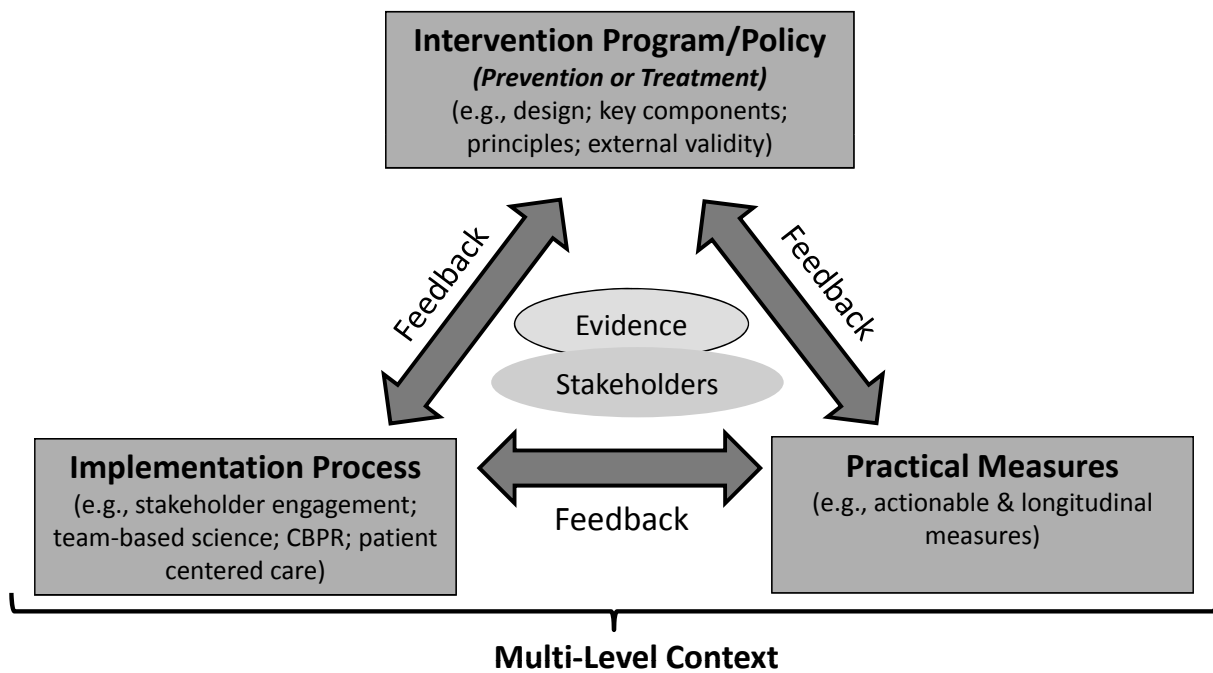 Intervention Program/Policy
(Prevention or Treatment)
(e.g., design; key components;
principles; external validity)
Feedback
Feedback
Evidence
Stakeholders
Implementation Process
(e.g., stakeholder engagement;
team-based science; CBPR; patient
centered care)
Feedback
Practical Measures
(e.g., actionable & longitudinal
measures)
Multi-Level Context